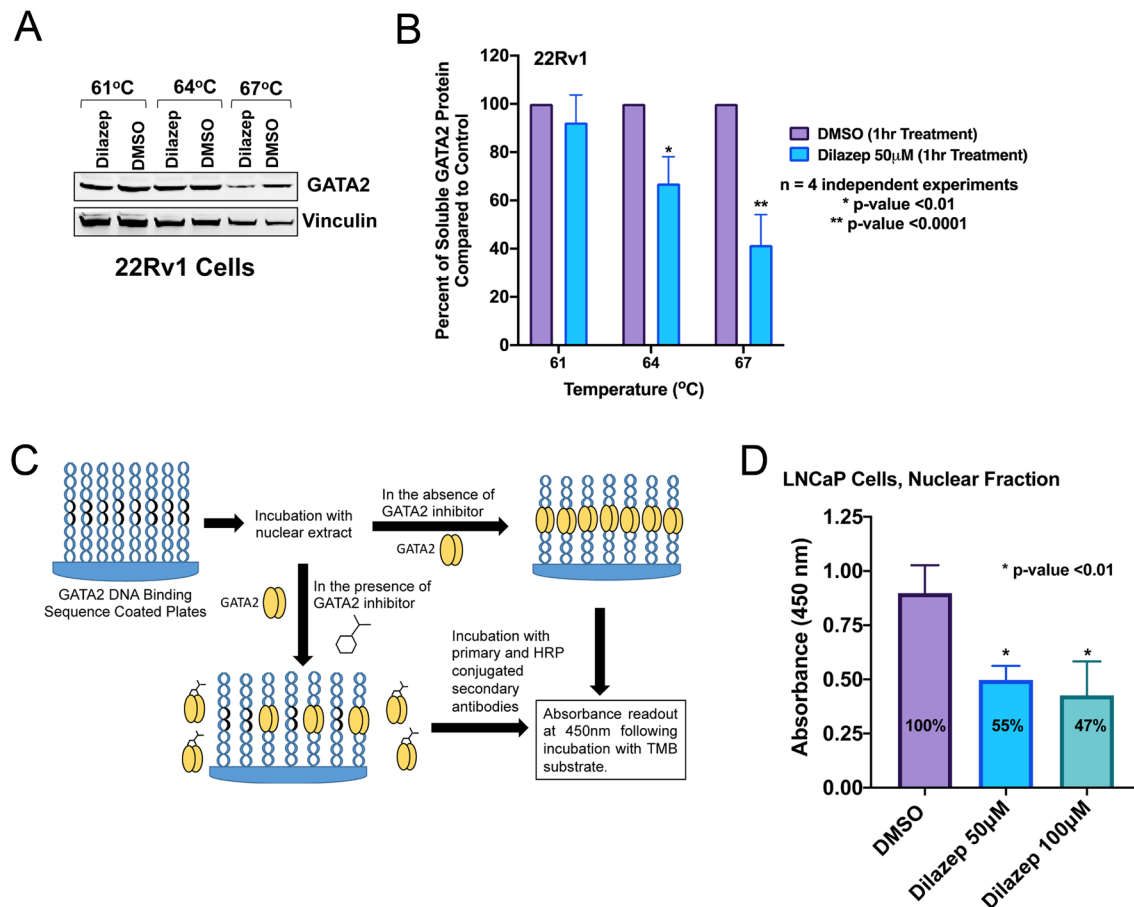 A
61°C 64°C 67°C
Dilazep DMSO Dilazep DMSO Dilazep DMSO
GATA2
Vinculin
22Rv1 Cells
B
22Rv1
Percent of Soluble GATA2 Protein
Compared to Control
120
100
80
60
40
20
0
*
**
61 64 67
Temperature (°C)
DMSO (1hr Treatment)
Dilazep 50μM (1hr Treatment)
n = 4 independent experiments
* p-value <0.01
** p-value <0.0001
C
GATA2 DNA Binding
Sequence Coated Plates
Incubation with
nuclear extract
In the absence of
GATA2 inhibitor
GATA2
GATA2
In the presence of
GATA2 inhibitor
Incubation with
primary and HRP
conjugated
secondary
antibodies
Absorbance readout
at 450nm following
incubation with TMB
substrate.
D
LNCaP Cells, Nuclear Fraction
Absorbance (450 nm)
1.25
1.00
0.75
0.50
0.25
0.00
* p-value <0.01
* *
100% 55% 47%
DMSO
Dilazep 50μM
Dilazep 100μM